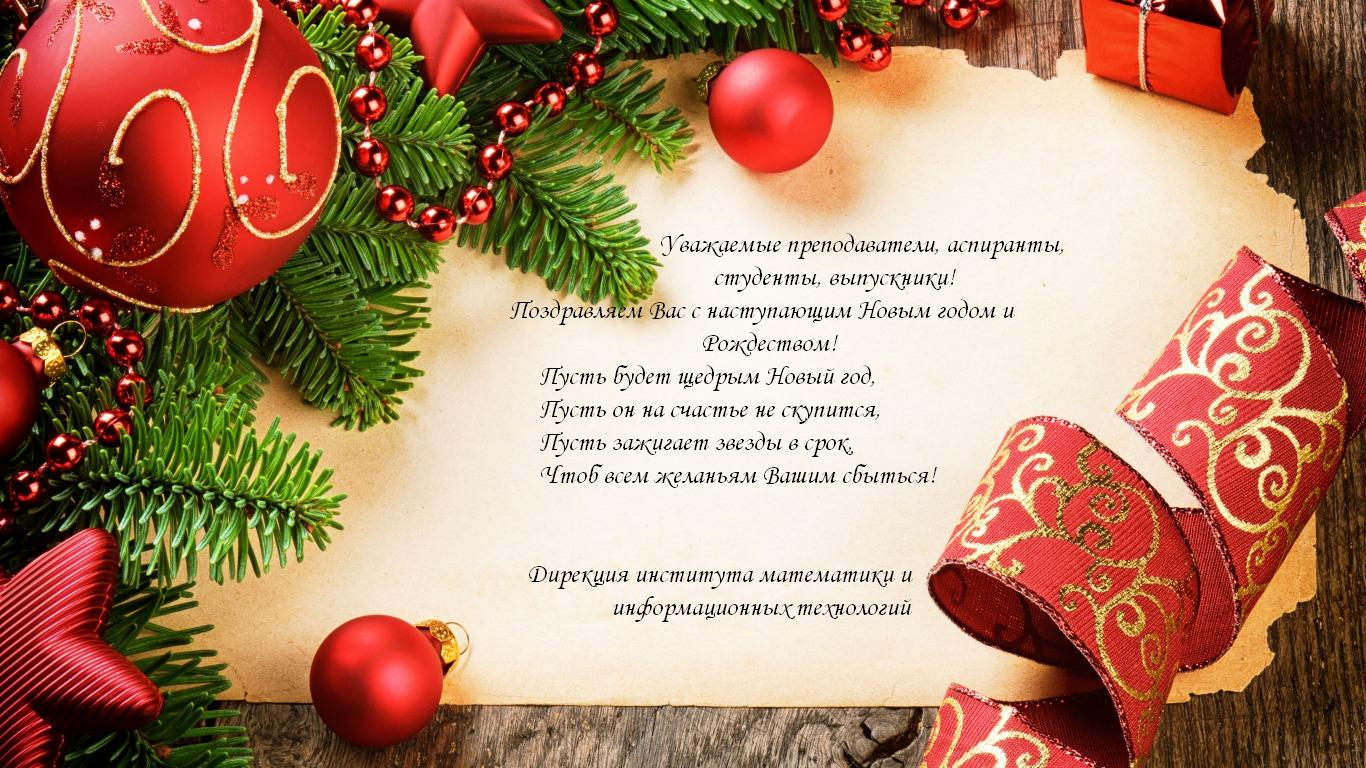 Уважаемые преподаватели, аспиранты,
студенты, выпускники!
Поздравляем Вас с наступающим Новым годом и
Рождеством!
Пусть будет щедрым Новый год,
Пусть он на счастье не скупится,
Пусть зажигает звезды в срок,
Чтоб всем желаньям Вашим сбыться!
Дирекция института математики и
информационных технологий